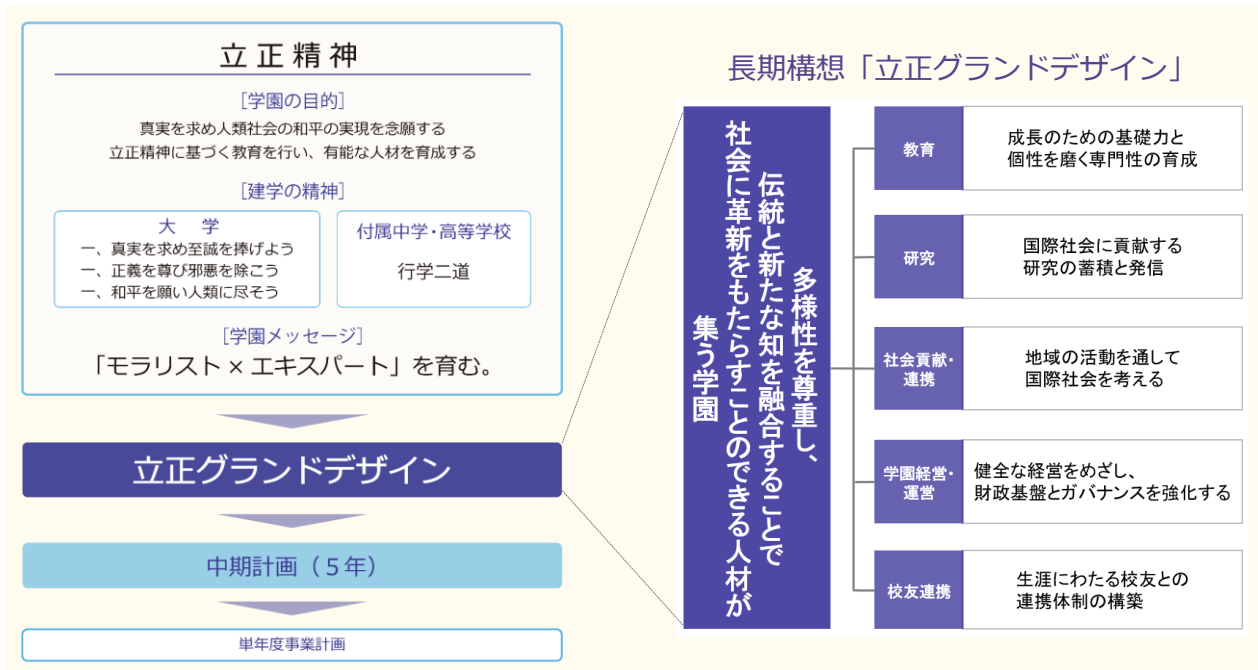 立正精神
[学園の目的]
真実を求め人類社会の和平の実現を念願する
立正精神に基づく教育を行い、有能な人材を育成する
[建学の精神]
大 学
一、真実を求め至誠を捧げよう
一、正義を尊び邪悪を除こう
一、和平を願い人類に尽そう
付属中学・高等学校
行学二道
[学園メッセージ]
「モラリスト×エキスパート」を育む。
立正グランドデザイン
中期計画（５年）
単年度事業計画
長期構想「立正グランドデザイン」
多様性を尊重し、
伝統と新たな知を融合することで
社会に革新をもたらすことのできる人材が
集う学園
教育
成長のための基礎力と
個性を磨く専門性の育成
研究
国際社会に貢献する
研究の蓄積と発信
社会貢献・
連携
地域の活動を通して
国際社会を考える
学園経営・
運営
健全な経営をめざし、
財政基盤とガバナンスを強化する
校友連携
生涯にわたる校友との
連携体制の構築